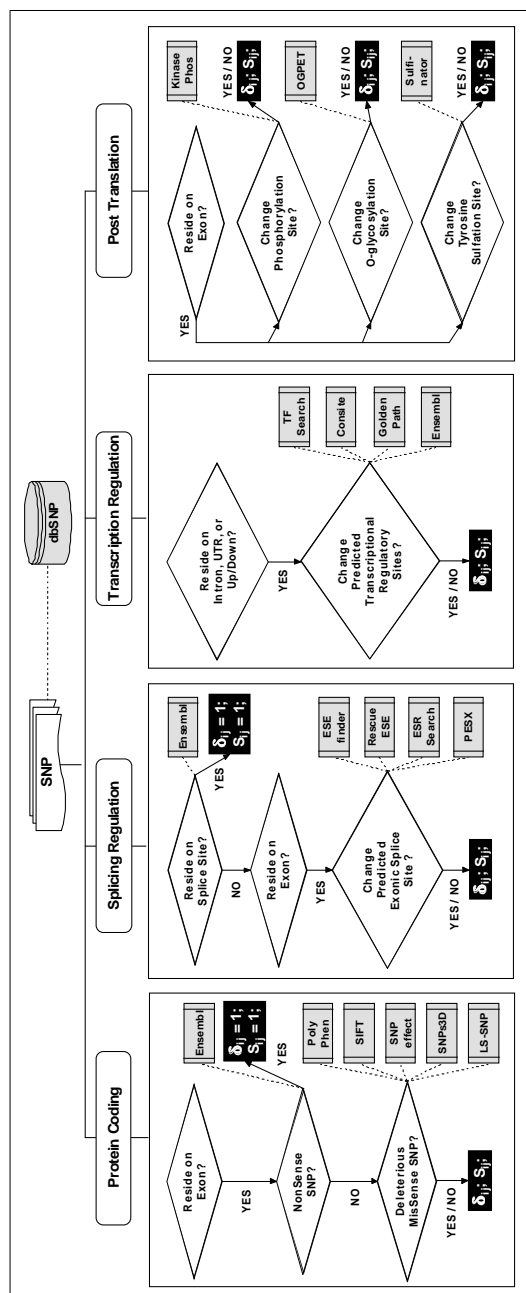 SNP
dbSNP
Protein Coding
Reside on
Exon?
YES
NonSense
SNP?
Ensembl
YES
δij = 1;
Sij = 1;
NO
Deleterious
MisSense SNP?
Poly
Phen
SIFT
SNP
effect
SNPs3D
LS-SNP
YES / NO
δij; Sij;
Splicing Regulation
Reside on
Splice Site?
Ensembl
YES
δij = 1;
Sij = 1;
NO
Reside on
Exon?
YES
Change
Predicted
Exonic Splice
Site ?
ESE
finder
Rescue
ESE
ESR
Search
PESX
YES / NO
δij; Sij;
Transcription Regulation
Reside on
Intron, UTR, or
Up/Down?
YES
Change
Predicted
Transcriptional
Regulatory
Sites?
TF
Search
Consite
Golden
Path
Ensembl
YES / NO
δij; Sij;
Post Translation
Reside on
Exon?
YES
Change
Phosphorylation
Site?
Kinase
Phos
YES / NO
δij; Sij;
Change
O-glycosylation
Site?
OGPET
YES / NO
δij; Sij;
Change
Tyrosine
Sulfation Site?
Sulfi-
nator
YES / NO
δij; Sij;